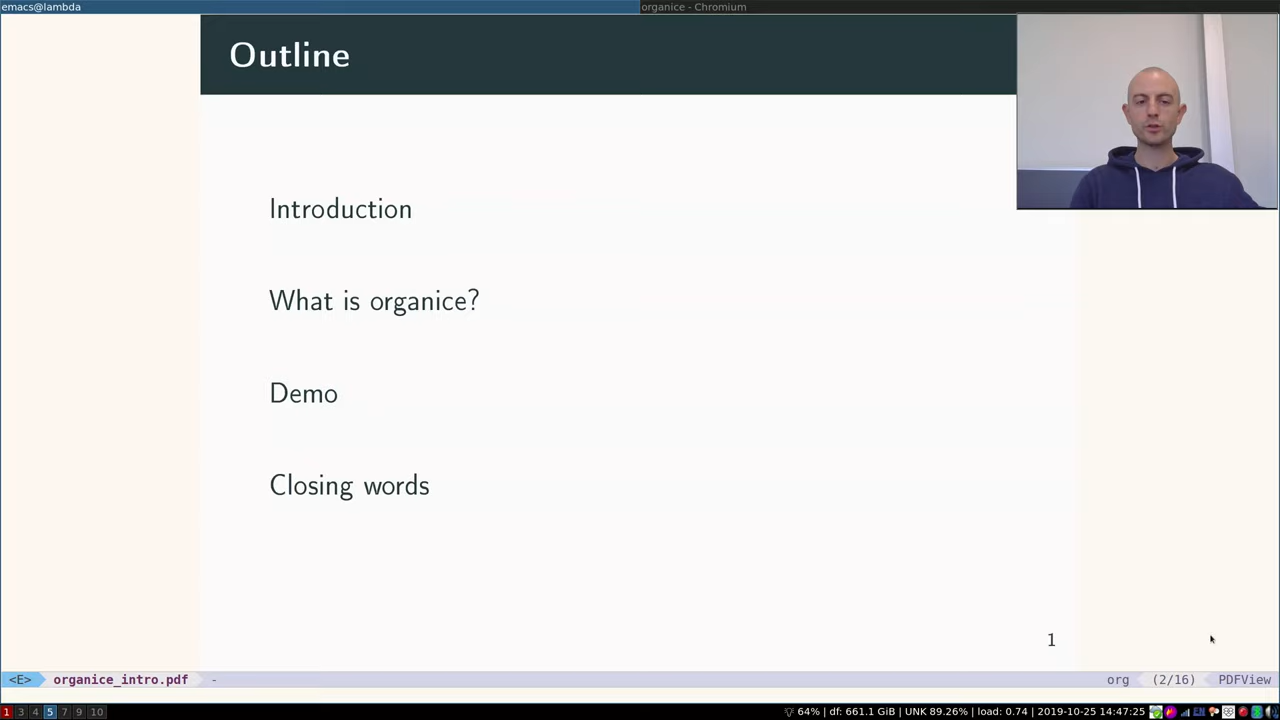 emacs@lambda
organice - Chromium
Outline
Introduction
What is organice?
Demo
Closing words
1
<E> organice_intro.pdf - org (2/16) PDFView
1 3 4 5 7 9 10 64% | df: 661.1 GiB | UNK 89.26% | load: 0.74 | 2019-10-25 14:47:25 EN